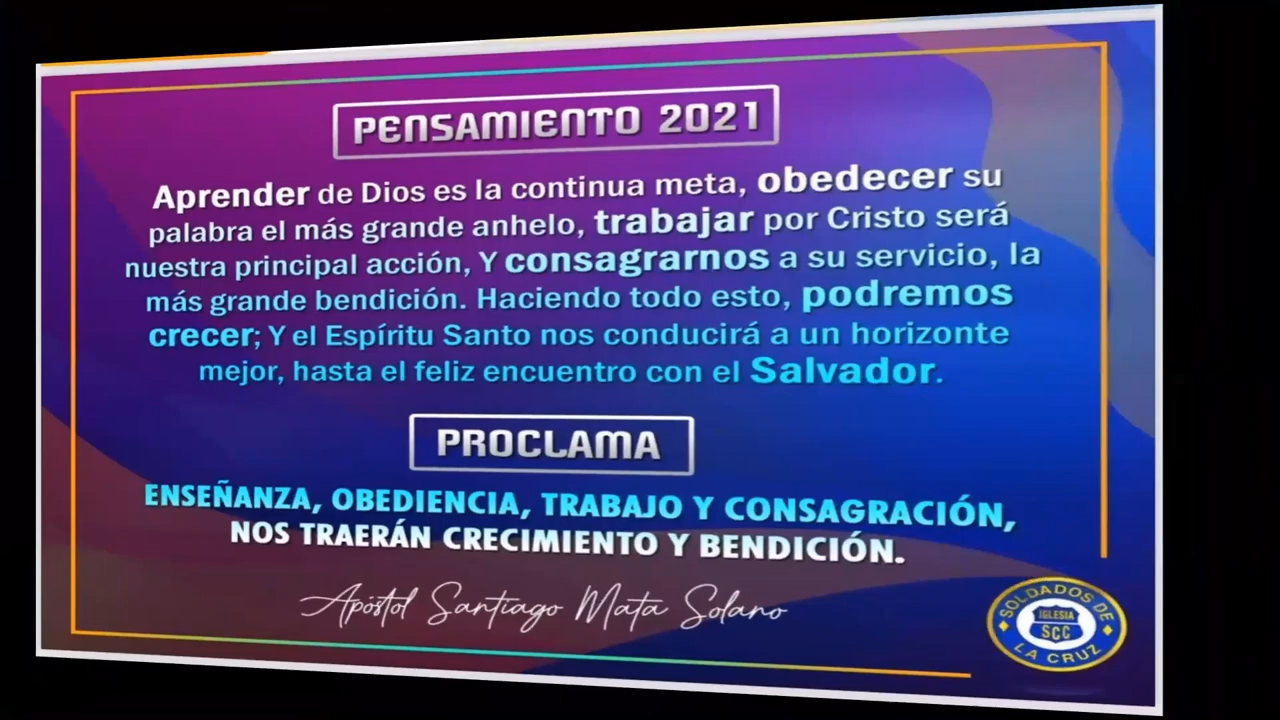 PENSAMIENTO 2021
Aprender de Dios es la continua meta, obedecer su
palabra el más grande anhelo, trabajar por Cristo será
nuestra principal acción, Y consagrarnos a su servicio, la
más grande bendición. Haciendo todo esto, podremos
crecer; Y el Espíritu Santo nos conducirá a un horizonte
mejor, hasta el feliz encuentro con el Salvador.
PROCLAMA
ENSEÑANZA, OBEDIENCIA, TRABAJO Y CONSAGRACIÓN,
NOS TRAERÁN CRECIMIENTO Y BENDICIÓN.
Apóstol Santiago Mata Solano
SOLDADOS DE
IGLESIA
SCC
LA CRUZ